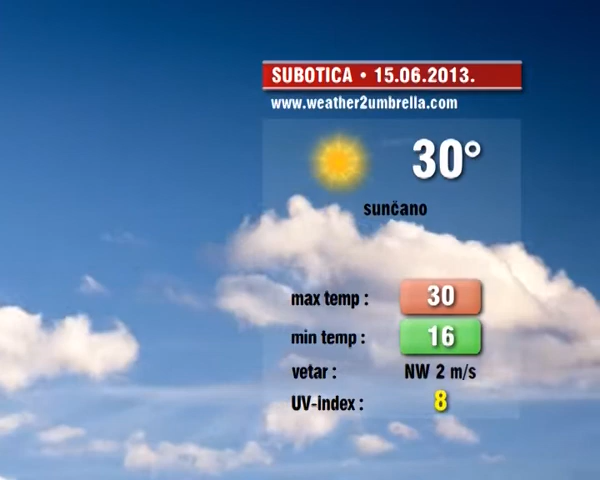 SUBOTICA • 15.06.2013.
www.weather2umbrella.com
30°
sunčano
max temp : 30
min temp : 16
vetar : NW 2 m/s
UV-index : 8